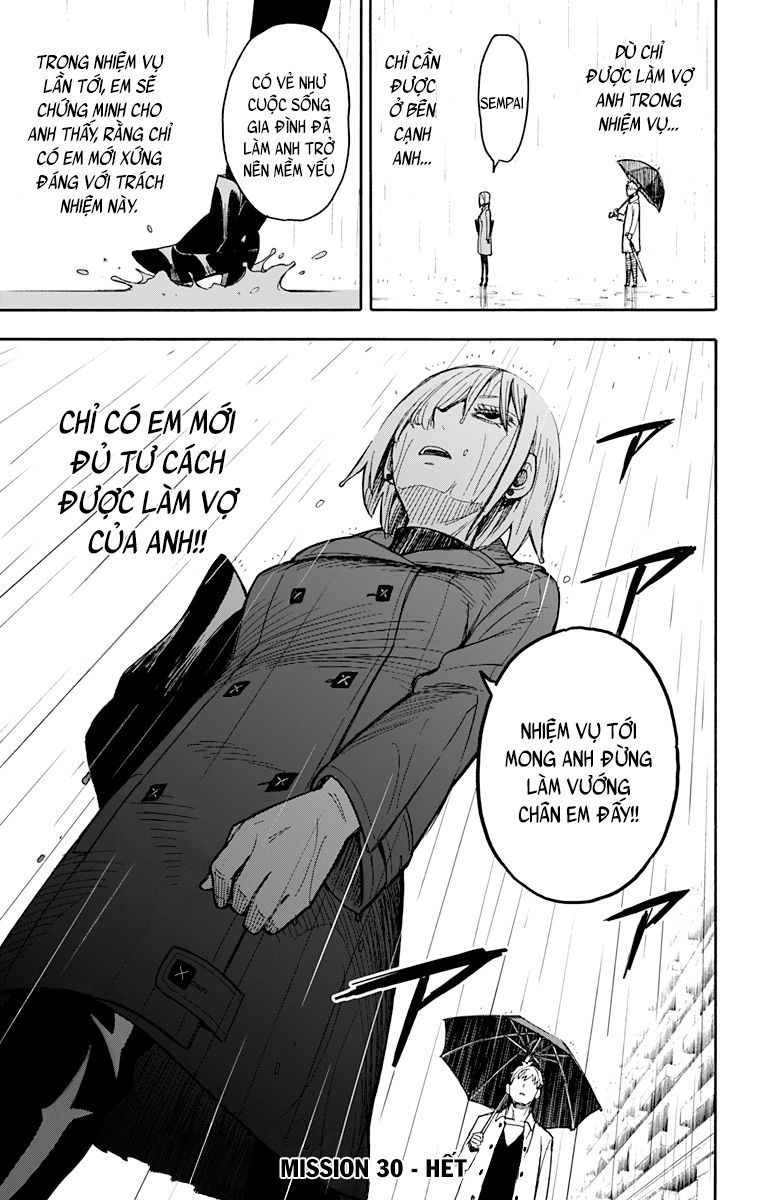 DÙ CHỈ
ĐƯỢC LÀM VỢ
ANH TRONG
NHIỆM VỤ...
SEMPAI
CHỈ CẦN
ĐƯỢC
Ở BÊN
CẠNH
ANH...
CÓ VẺ NHƯ
CUỘC SỐNG
GIA ĐÌNH ĐÃ
LÀM ANH TRỞ
NÊN MỀM YẾU
TRONG NHIỆM VỤ
LẦN TỚI, EM SẼ
CHỨNG MINH CHO
ANH THẤY, RẰNG CHỈ
CÓ EM MỚI XỨNG
ĐÁNG VỚI TRÁCH
NHIỆM NÀY.
CHỈ CÓ EM MỚI
ĐỦ TƯ CÁCH
ĐƯỢC LÀM VỢ
CỦA ANH!!
ア
ア
ア
ア
NHIỆM VỤ TỚI
MONG ANH ĐỪNG
LÀM VƯỚNG
CHÂN EM ĐẤY!!
MISSION 30 - HẾT